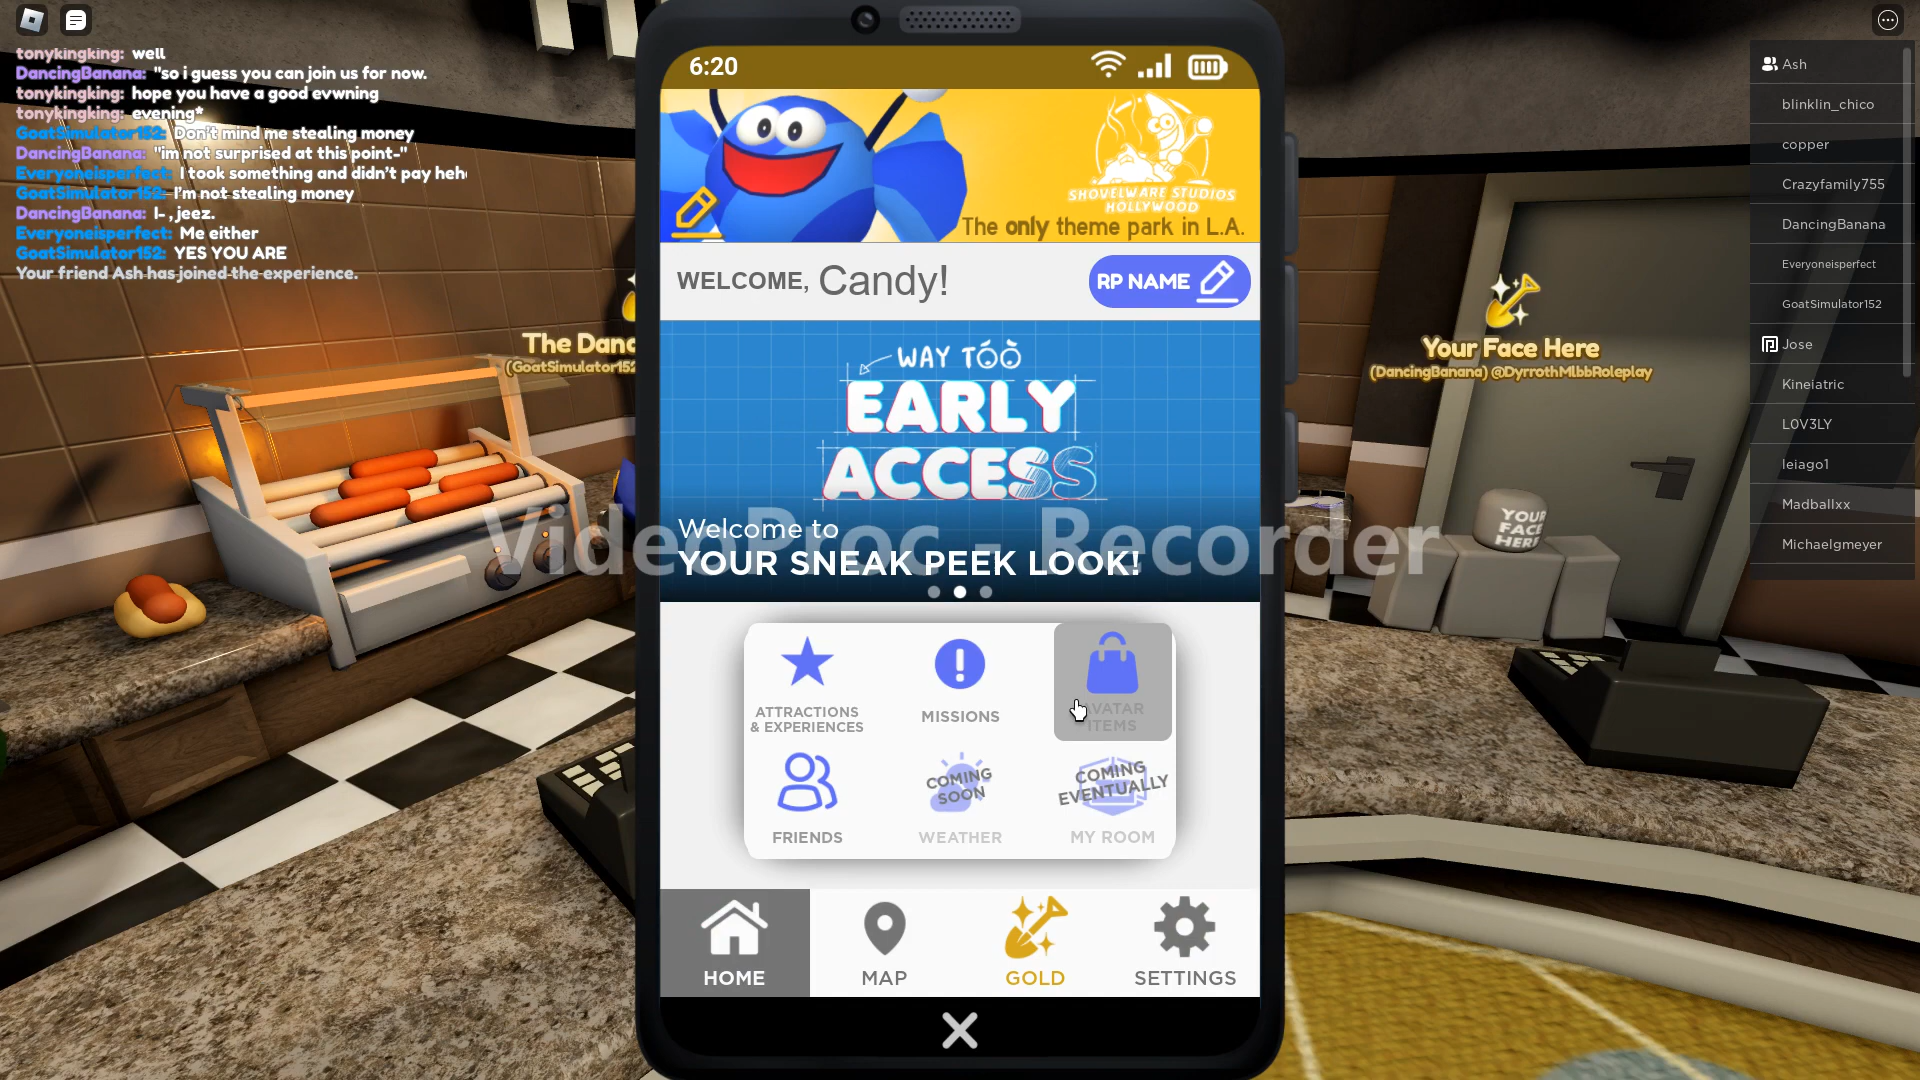 tonykingking: well
DancingBanana: "so i guess you can join us for now.
tonykingking: hope you have a good evwning
tonykingking: evening*
GoatSimulator152: Don't mind me stealing money
DancingBanana: "im not surprised at this point-"
Everyoneisperfect: I took something and didn't pay heh
GoatSimulator152: I'm not stealing money
DancingBanana: I- , jeez.
Everyoneisperfect: Me either
GoatSimulator152: YES YOU ARE
Your friend Ash has joined the experience.
The Danc
(GoatSimulator152
6:20
SHOVELWARE STUDIOS
HOLLYWOOD
The only theme park in L.A.
WELCOME, Candy!
RP NAME
WAY TOO
EARLY
ACCESS
Welcome to
YOUR SNEAK PEEK LOOK!
Video Proc - Recorder
ATTRACTIONS
& EXPERIENCES
MISSIONS
AVATAR
ITEMS
FRIENDS
COMING
SOON
WEATHER
COMING
EVENTUALLY
MY ROOM
HOME
MAP
GOLD
SETTINGS
Your Face Here
(DancingBanana) @DyrrothMlbbRoleplay
YOUR
FACE
HERE
Ash
blinklin_chico
copper
Crazyfamily755
DancingBanana
Everyoneisperfect
GoatSimulator152
Jose
Kineiatric
L0V3LY
leiago1
Madballxx
Michaelgmeyer